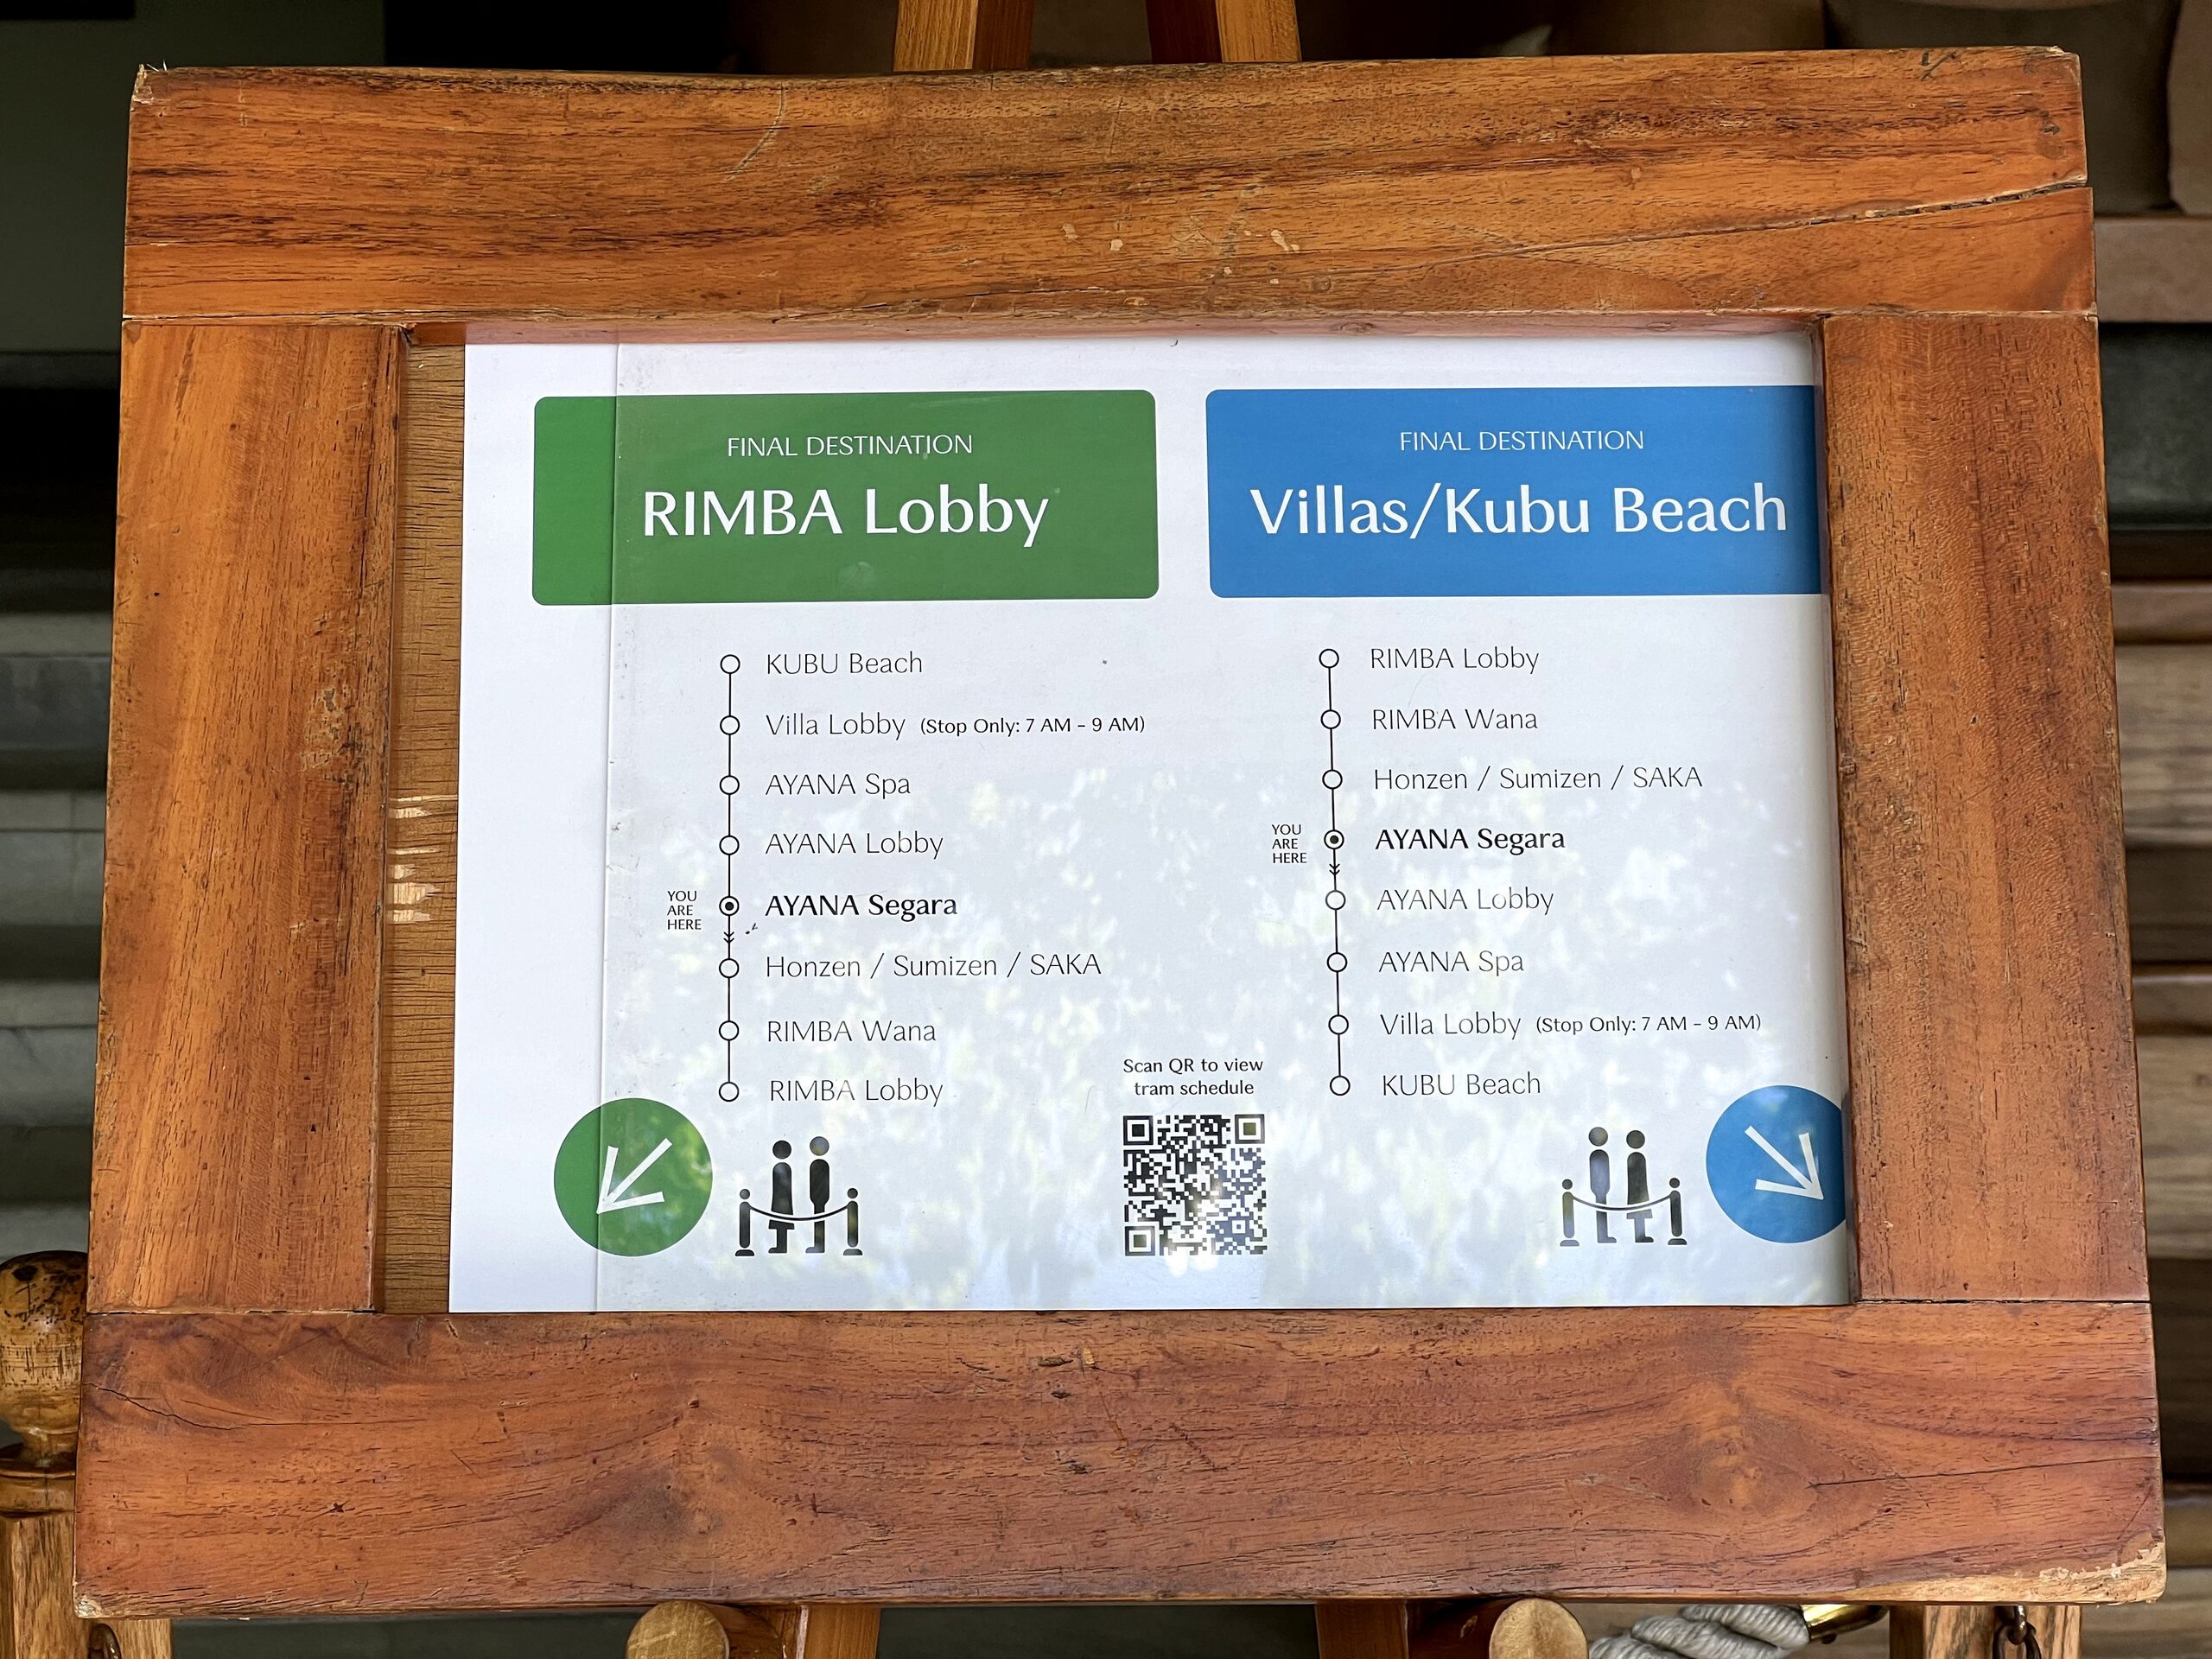 FINAL DESTINATION
RIMBA Lobby
KUBU Beach
Villa Lobby (Stop Only: 7 AM – 9 AM)
AYANA Spa
AYANA Lobby
YOU
ARE
HERE
AYANA Segara
Honzen / Sumizen / SAKA
RIMBA Wana
RIMBA Lobby
Scan QR to view
tram schedule
FINAL DESTINATION
Villas/Kubu Beach
RIMBA Lobby
RIMBA Wana
Honzen / Sumizen / SAKA
YOU
ARE
HERE
AYANA Segara
AYANA Lobby
AYANA Spa
Villa Lobby (Stop Only: 7 AM – 9 AM)
KUBU Beach